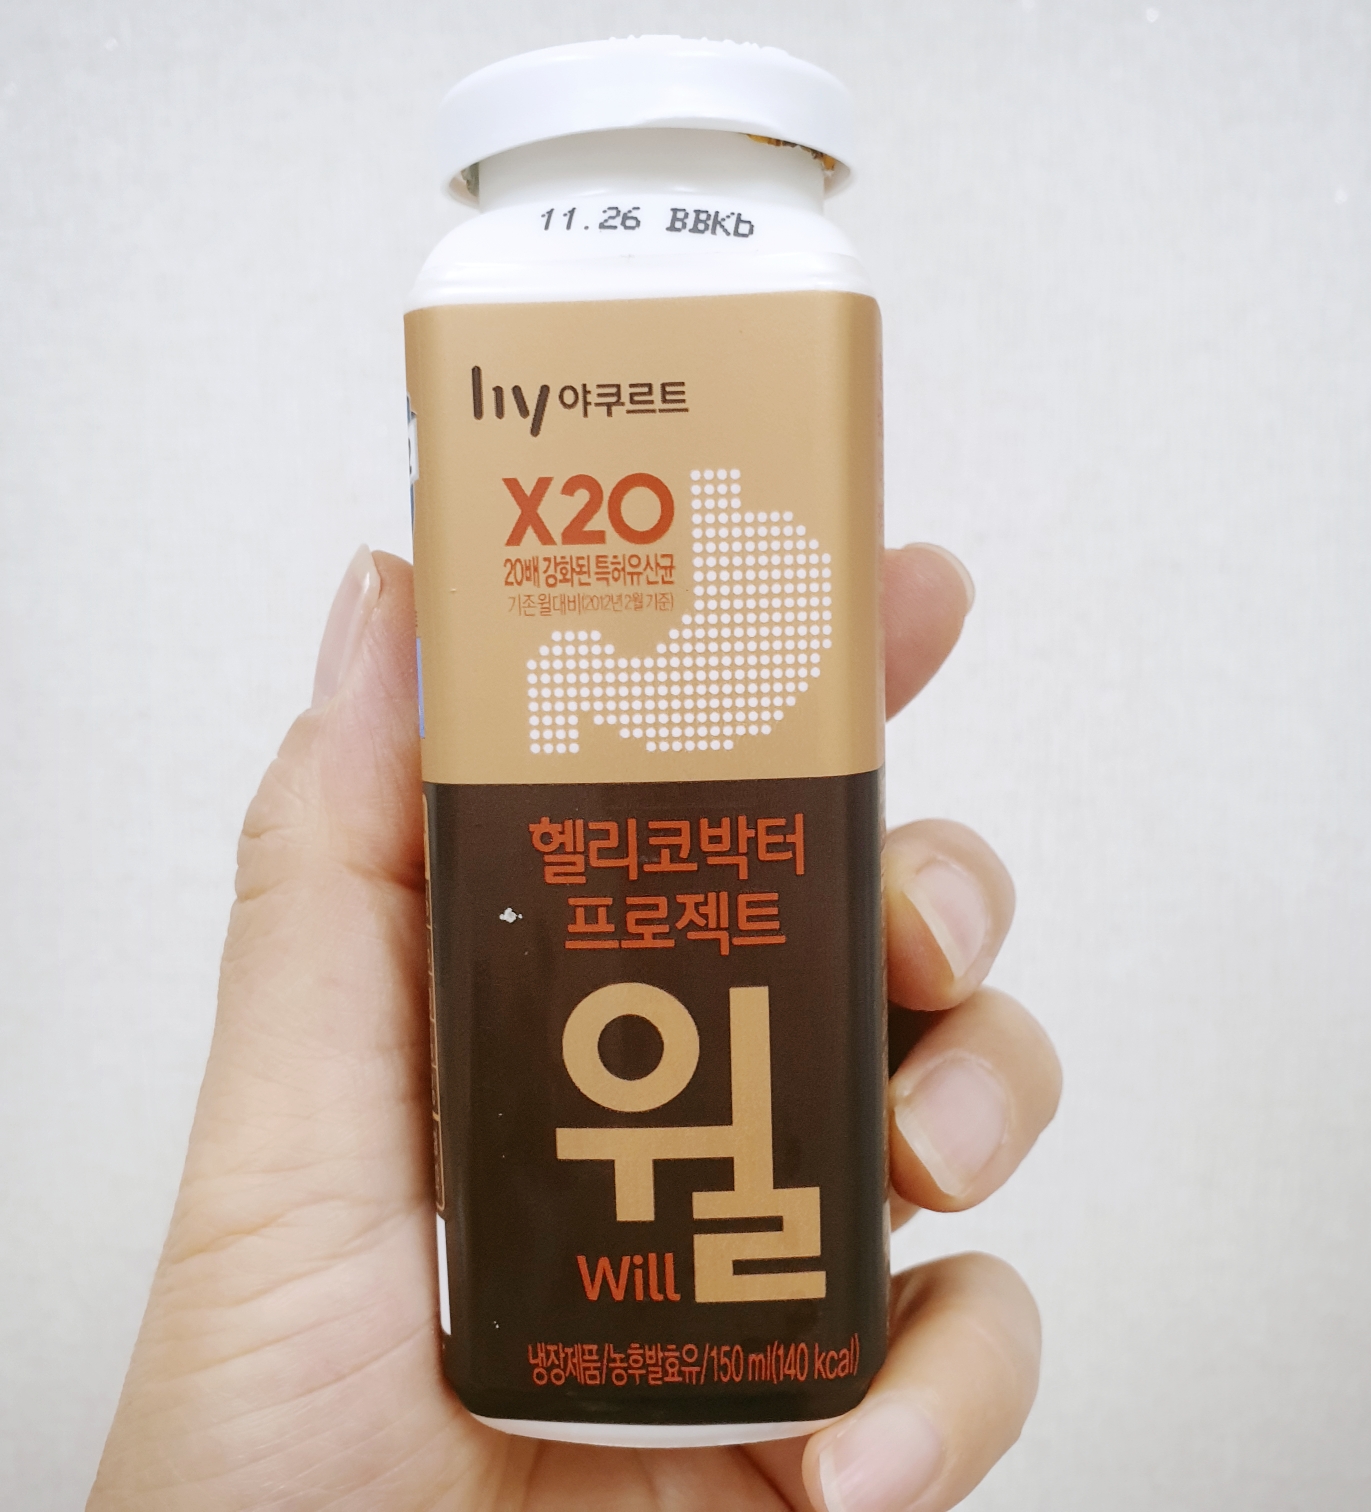 11.26 BBKb
hy 야쿠르트
X20
20배 강화된 특허유산균
기존 윌 대비(2012년 2월 기준)
헬리코박터
프로젝트
윌
Will
냉장제품/농후발효유/150 ml(140 kcal)